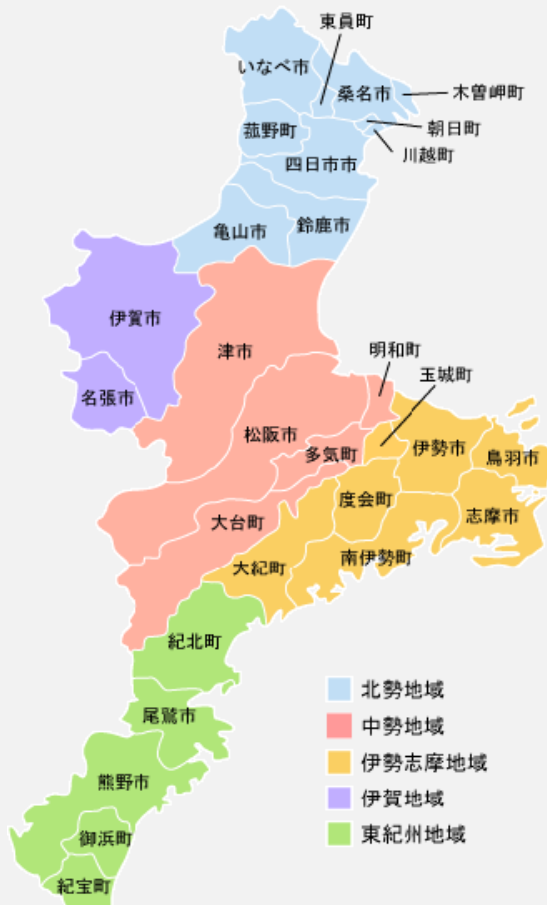 東員町
いなべ市
桑名市
木曽岬町
菰野町
朝日町
川越町
四日市市
亀山市
鈴鹿市
伊賀市
津市
明和町
玉城町
名張市
松阪市
多気町
伊勢市
鳥羽市
度会町
志摩市
大台町
大紀町
南伊勢町
紀北町
尾鷲市
熊野市
御浜町
紀宝町
北勢地域
中勢地域
伊勢志摩地域
伊賀地域
東紀州地域